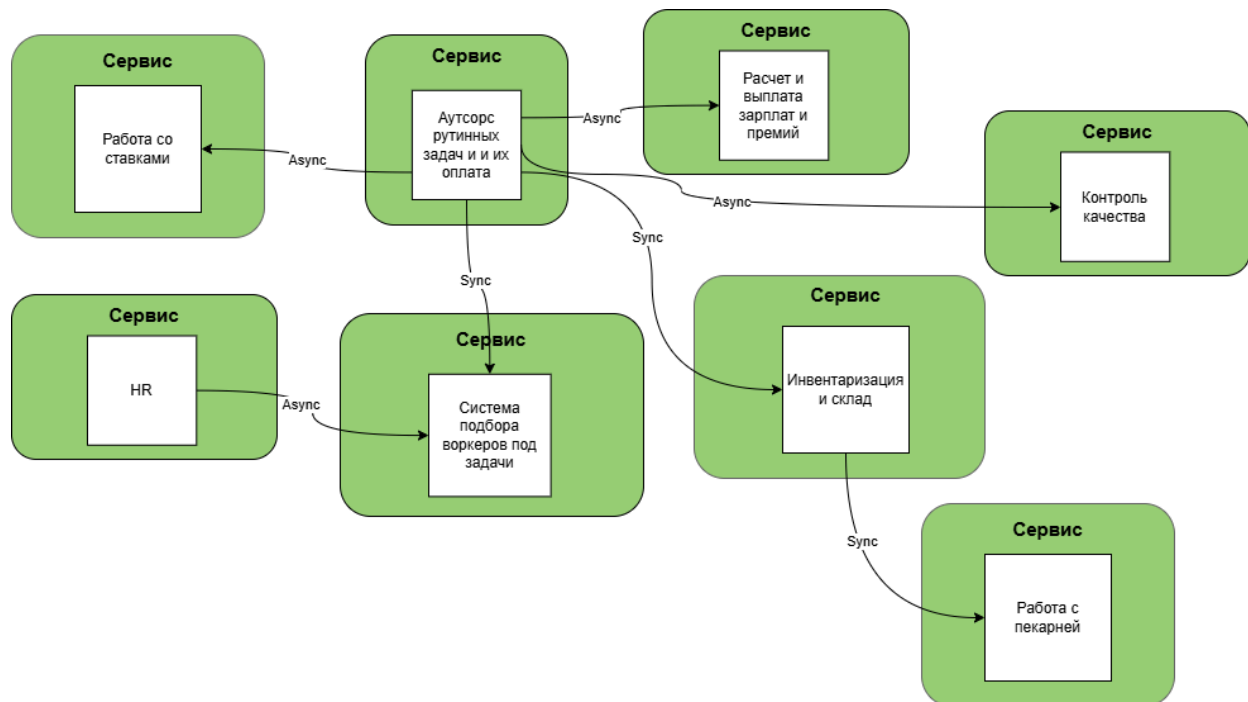 Сервис
Работа со
ставками
Сервис
Аутсорс
рутинных
задач и и их
оплата
Сервис
Расчет и
выплата
зарплат и
премий
Сервис
Контроль
качества
Async
Async
Async
Sync
Sync
Сервис
HR
Async
Сервис
Система
подбора
воркеров под
задачи
Сервис
Инвентаризация
и склад
Sync
Сервис
Работа с
пекарней